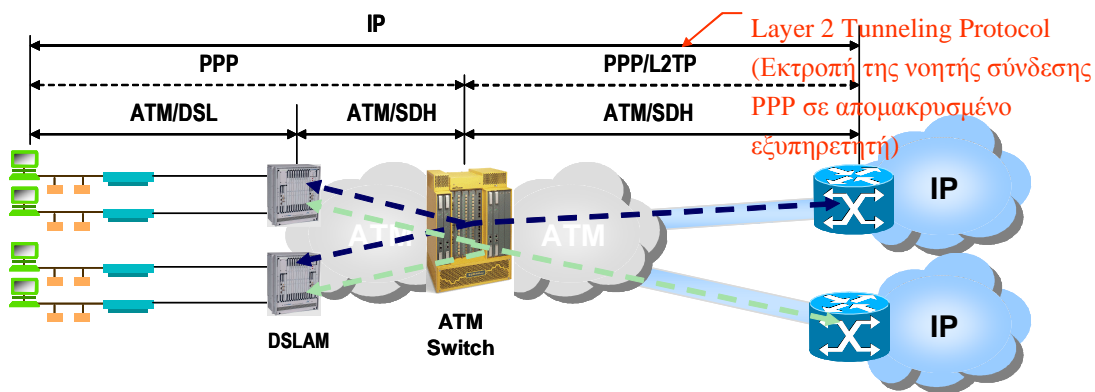 IP
Layer 2 Tunneling Protocol
(Εκτροπή της νοητής σύνδεσης
PPP σε απομακρυσμένο
εξυπηρετητή)
PPP
PPP/L2TP
ATM/DSL
ATM/SDH
ATM/SDH
ATM
ATM
IP
IP
DSLAM
ATM
Switch